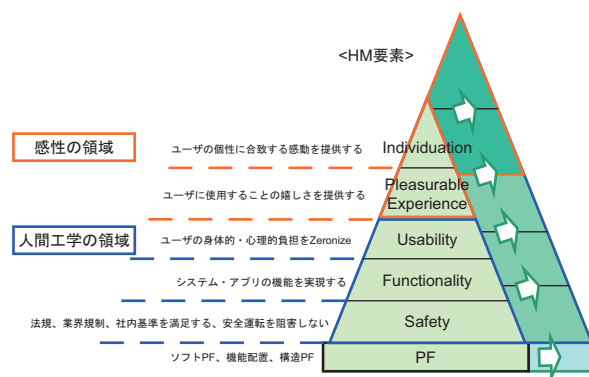 <HM要素>
感性の領域
ユーザの個性に合致する感動を提供する
Individuation
ユーザに使用することの嬉しさを提供する
Pleasurable
Experience
人間工学の領域
ユーザの身体的・心理的負担をZeronize
Usability
システム・アプリの機能を実現する
Functionality
法規、業界規制、社内基準を満足する、安全運転を阻害しない
Safety
ソフトPF、機能配置、構造PF
PF